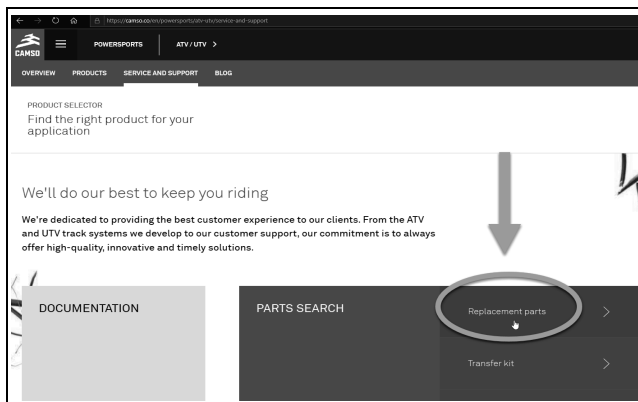 https://camso.co/en/powersports/atv-utv/service-and-support
CAMSO
POWERSPORTS
ATV / UTV >
OVERVIEW PRODUCTS SERVICE AND SUPPORT BLOG
PRODUCT SELECTOR
Find the right product for your
application
We'll do our best to keep you riding
We're dedicated to providing the best customer experience to our clients. From the ATV
and UTV track systems we develop to our customer support, our commitment is to always
offer high-quality, innovative and timely solutions.
DOCUMENTATION
PARTS SEARCH
Replacement parts
Transfer kit